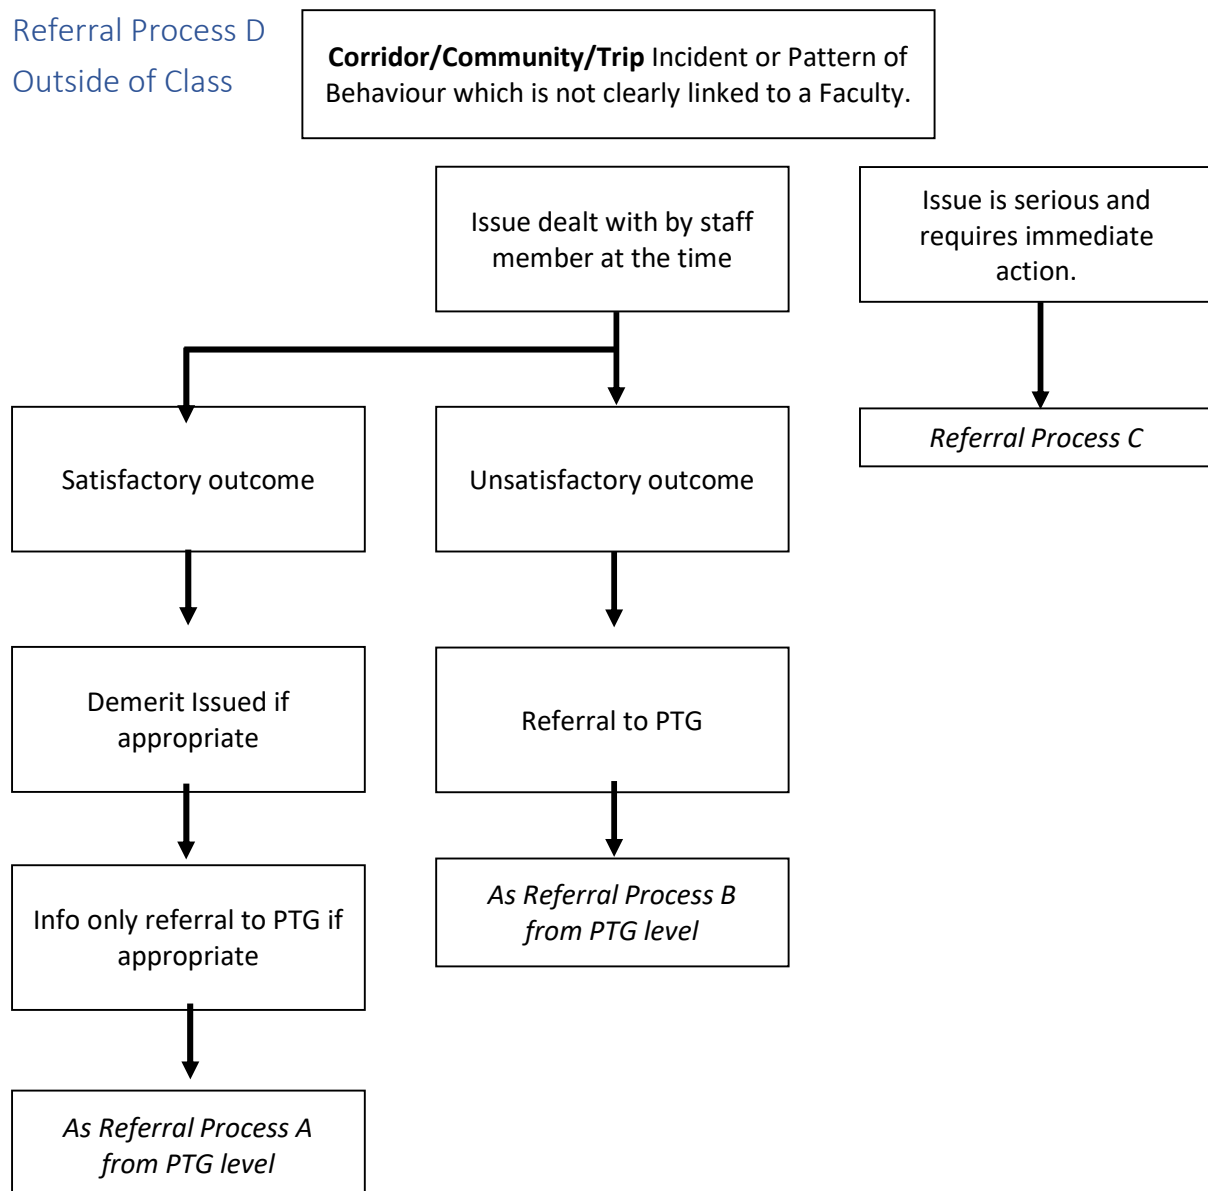 Referral Process D
Outside of Class
Corridor/Community/Trip Incident or Pattern of
Behaviour which is not clearly linked to a Faculty.
Issue dealt with by staff
member at the time
Issue is serious and
requires immediate
action.
Satisfactory outcome
Unsatisfactory outcome
Referral Process C
Demerit Issued if
appropriate
Referral to PTG
Info only referral to PTG if
appropriate
As Referral Process B
from PTG level
As Referral Process A
from PTG level